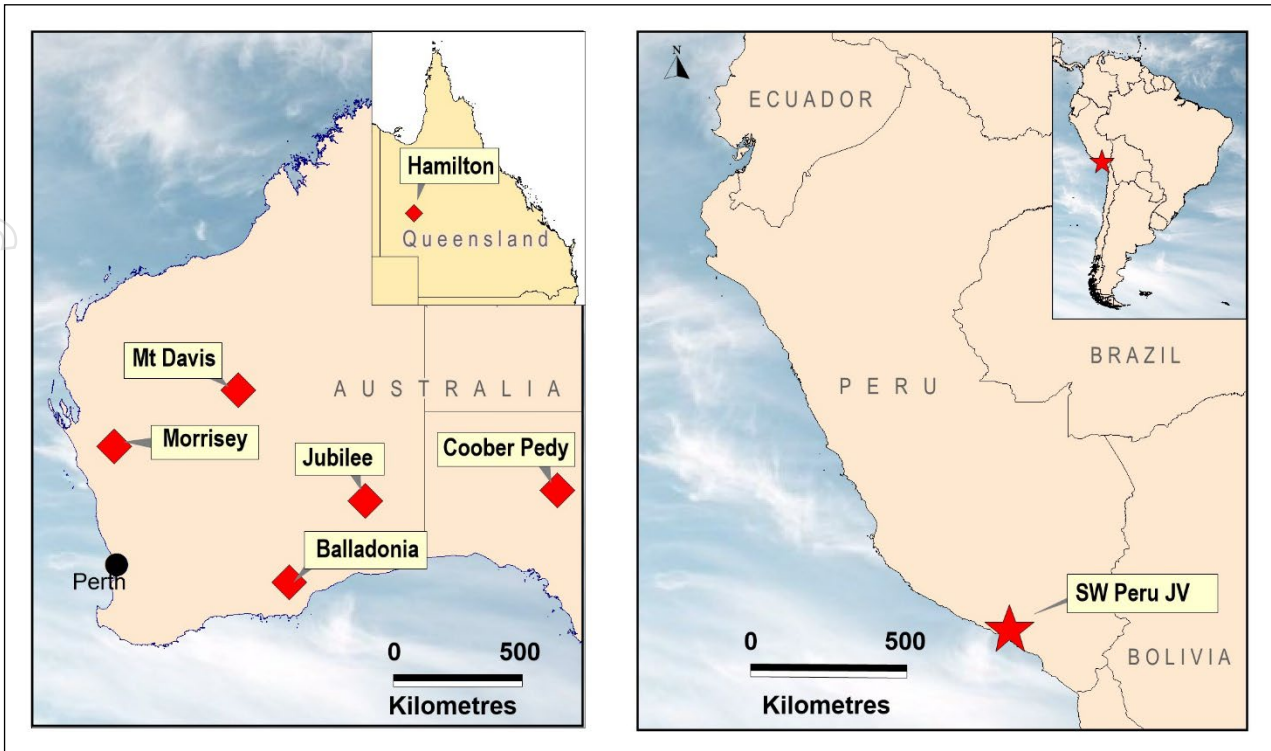 Hamilton
Queensland
Mt Davis
AUSTRALIA
Morrisey
Jubilee
Coober Pedy
Balladonia
Perth
0 500
Kilometres
N
ECUADOR
BRAZIL
PERU
SW Peru JV
0 500
BOLIVIA
Kilometres